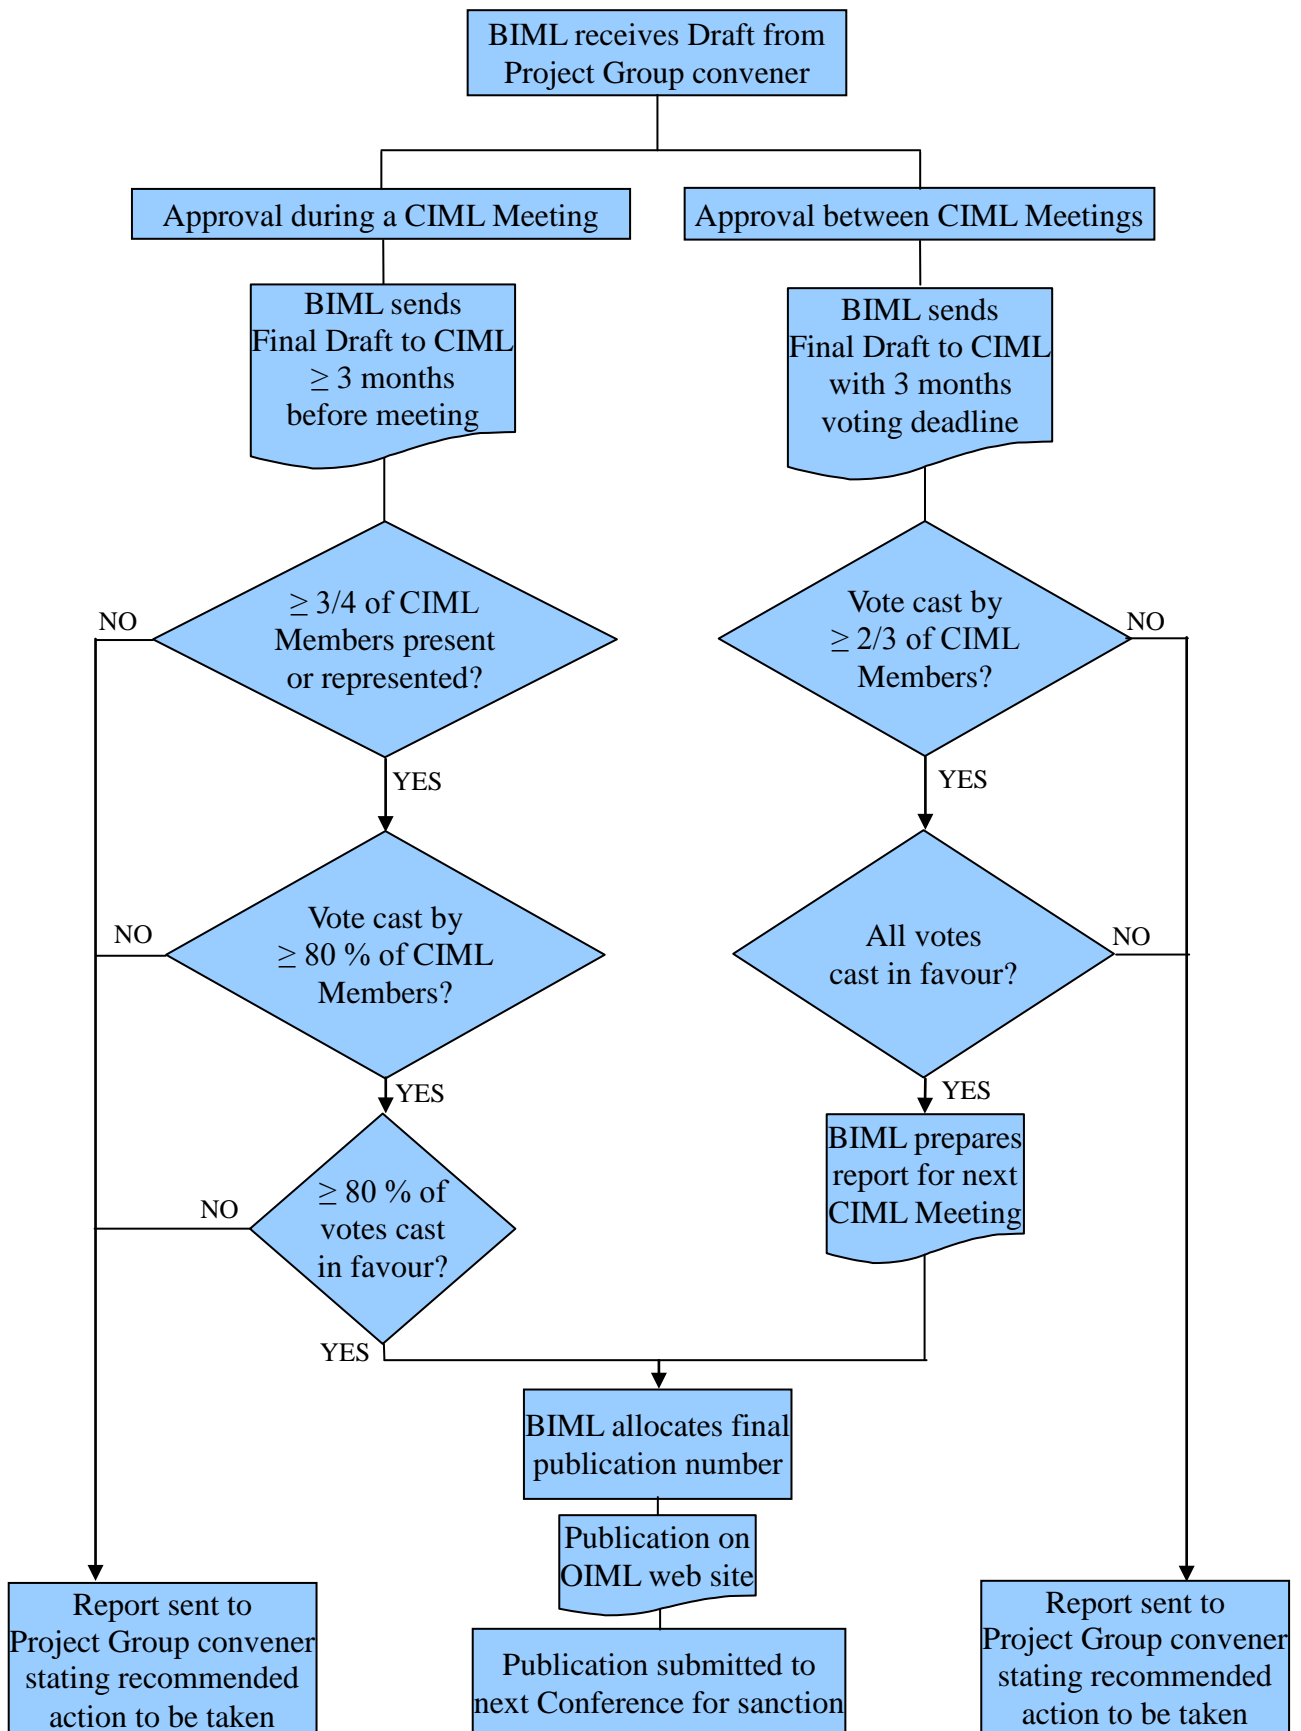 BIML receives Draft from
Project Group convener
Approval during a CIML Meeting
Approval between CIML Meetings
BIML sends
Final Draft to CIML
≥ 3 months
before meeting
BIML sends
Final Draft to CIML
with 3 months
voting deadline
≥ 3/4 of CIML
Members present
or represented?
NO
YES
Vote cast by
≥ 2/3 of CIML
Members?
NO
YES
Vote cast by
≥ 80 % of CIML
Members?
NO
YES
All votes
cast in favour?
NO
YES
≥ 80 % of
votes cast
in favour?
NO
YES
BIML prepares
report for next
CIML Meeting
BIML allocates final
publication number
Publication on
OIML web site
Report sent to
Project Group convener
stating recommended
action to be taken
Publication submitted to
next Conference for sanction
Report sent to
Project Group convener
stating recommended
action to be taken